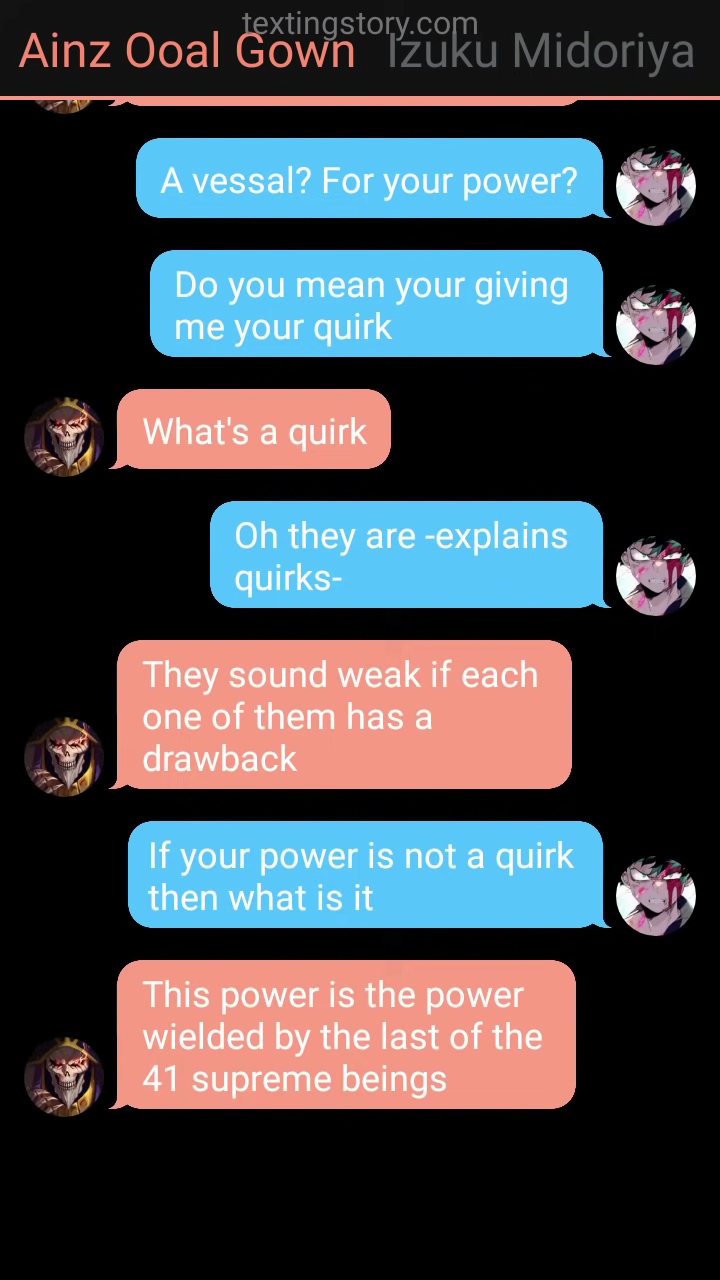 textingstory.com
Ainz Ooal Gown Izuku Midoriya
A vessal? For your power?
Do you mean your giving
me your quirk
What's a quirk
Oh they are -explains
quirks-
They sound weak if each
one of them has a
drawback
If your power is not a quirk
then what is it
This power is the power
wielded by the last of the
41 supreme beings